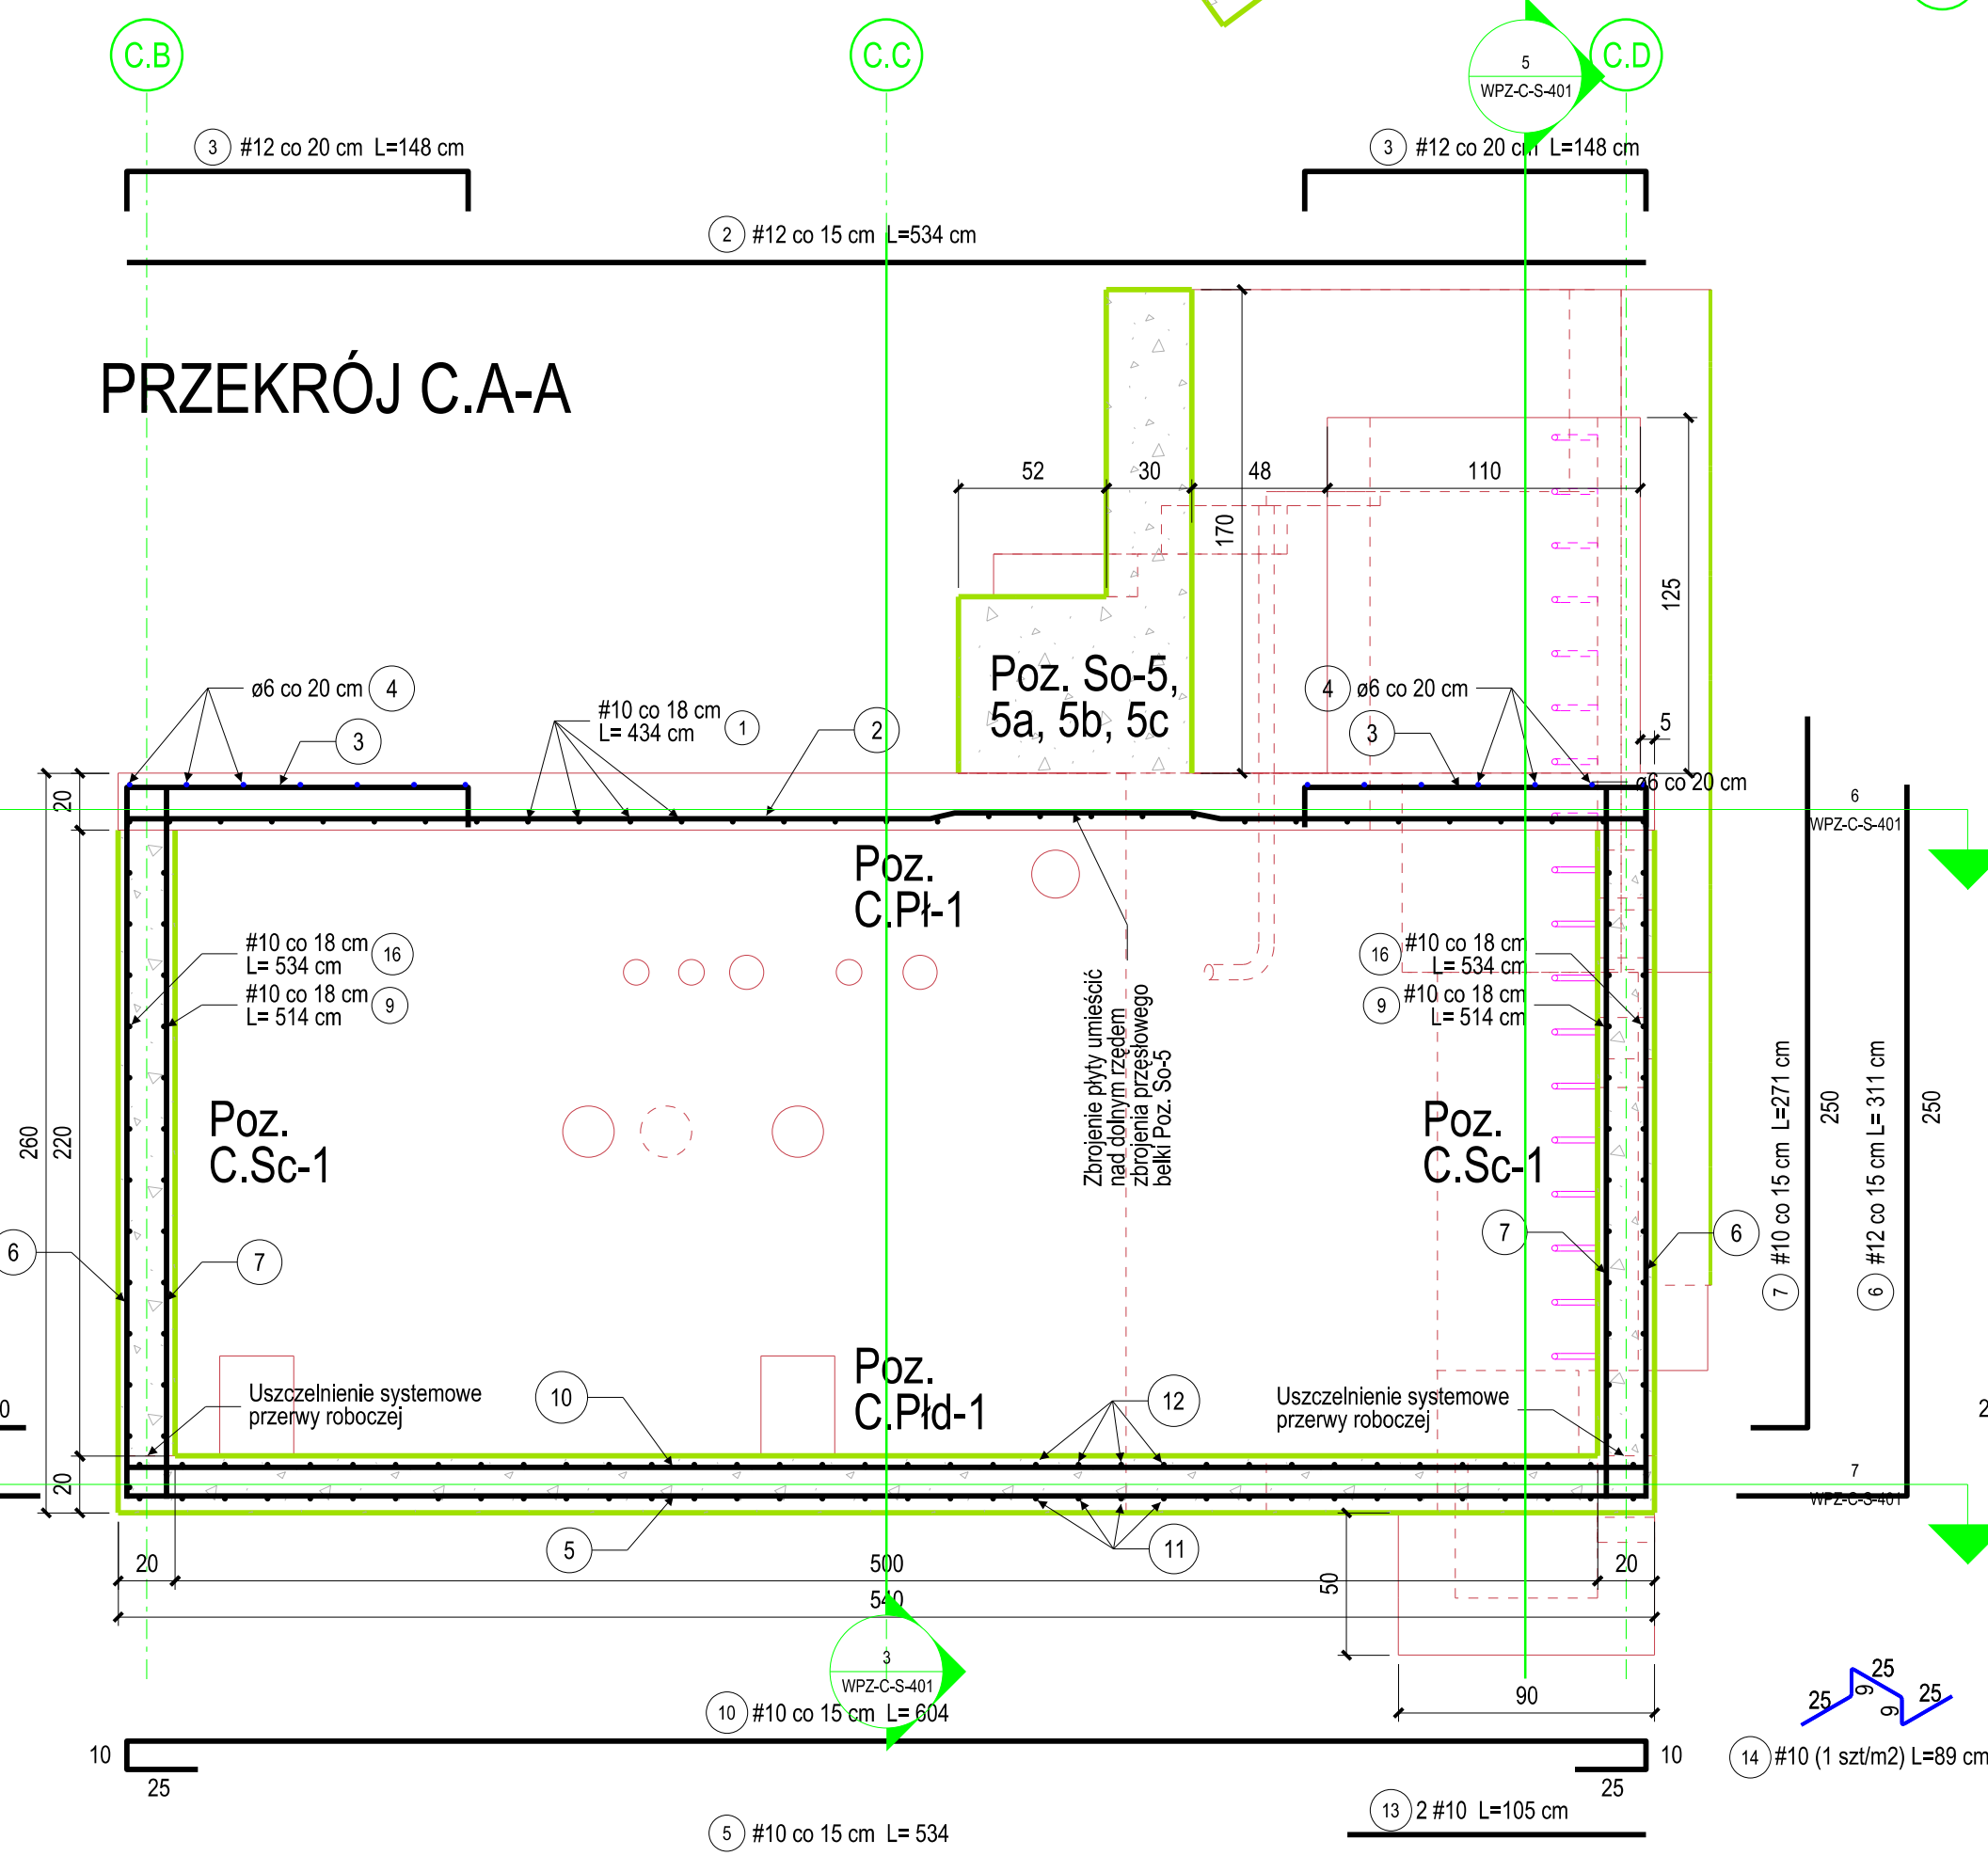 C.B
C.C
C.D
5
WPZ-C-S-401
3 #12 co 20 cm L=148 cm
3 #12 co 20 cm L=148 cm
2 #12 co 15 cm L=534 cm
PRZEKRÓJ C.A-A
52
30
48
110
170
125
5
Poz. So-5,
5a, 5b, 5c
ø6 co 20 cm 4
3
#10 co 18 cm
L= 434 cm 1
2
4 ø6 co 20 cm
3
ø6 co 20 cm
6
WPZ-C-S-401
20
260
220
20
Poz.
C.Pł-1
#10 co 18 cm
L= 534 cm 16
#10 co 18 cm
L= 514 cm 9
16 #10 co 18 cm
L= 534 cm
9 #10 co 18 cm
L= 514 cm
Zbrojenie płyty umieścić
nad dolnym rzędem
zbrojenia przęsłowego
belki Poz. So-5
Poz.
C.Sc-1
Poz.
C.Sc-1
6
7
7
6
7 #10 co 15 cm L=271 cm
250
6 #12 co 15 cm L= 311 cm
250
Uszczelnienie systemowe
przerwy roboczej
10
Poz.
C.Płd-1
12
Uszczelnienie systemowe
przerwy roboczej
0
2
7
WPZ-C-S-401
5
11
20
500
20
540
50
90
3
WPZ-C-S-401
10 #10 co 15 cm L= 604
10
25
10
25
25
9
25
9
25
14 #10 (1 szt/m2) L=89 cm
13 2 #10 L=105 cm
5 #10 co 15 cm L= 534